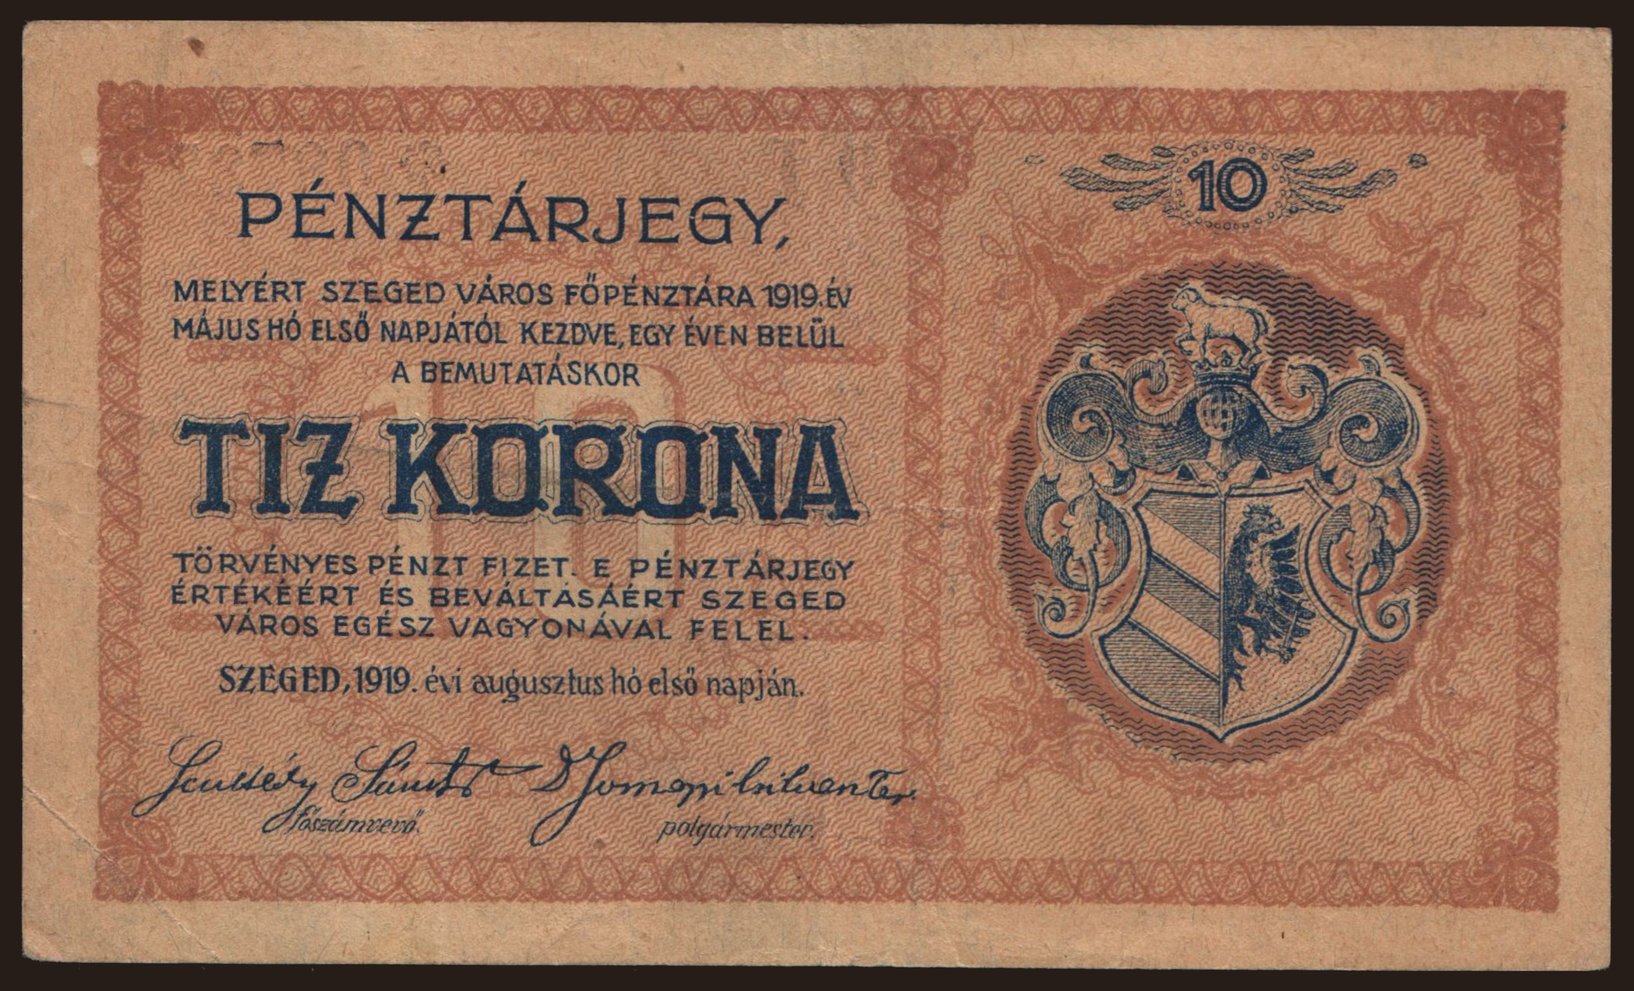 PÉNZTÁRJEGY,
MELYÉRT SZEGED VÁROS FŐPÉNZTÁRA 1919. ÉV
MÁJUS HÓ ELSŐ NAPJÁTÓL KEZDVE, EGY ÉVEN BELÜL
A BEMUTATÁSKOR
TIZ KORONA
TÖRVÉNYES PÉNZT FIZET. E PÉNZTÁRJEGY
ÉRTÉKÉÉRT ÉS BEVÁLTÁSÁÉRT SZEGED
VÁROS EGÉSZ VAGYONÁVAL FELEL.
SZEGED, 1919. évi augusztus hó első napján.
Sándor
főszámvevő.
polgármester.
10
10